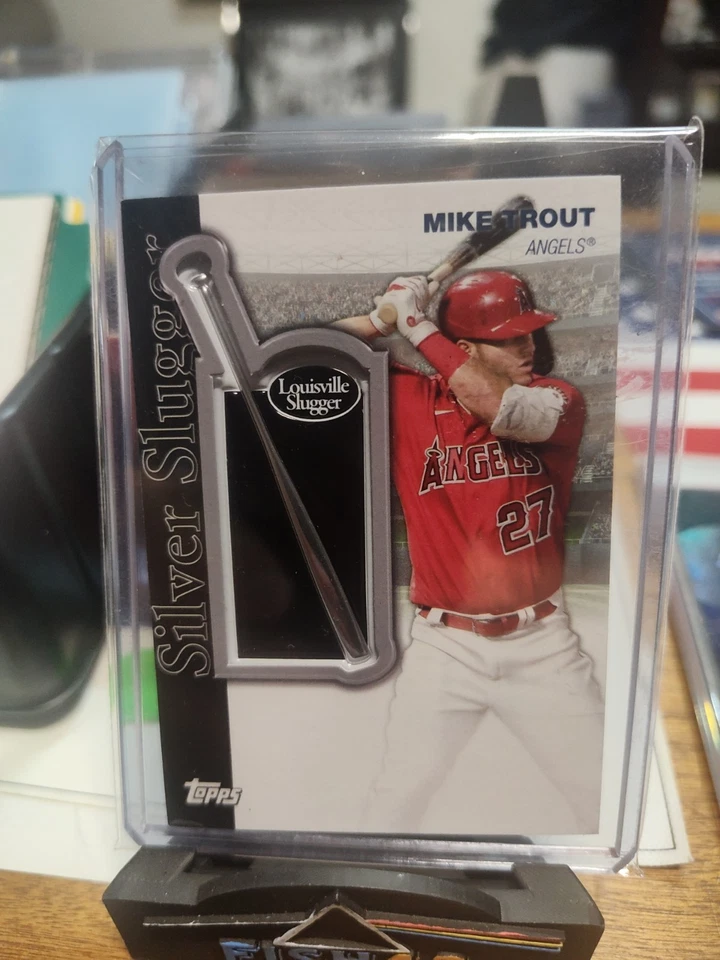 MIKE TROUT
ANGELS®
Silver Slugger
Louisville
Slugger
ANGELS
27
TOPPS